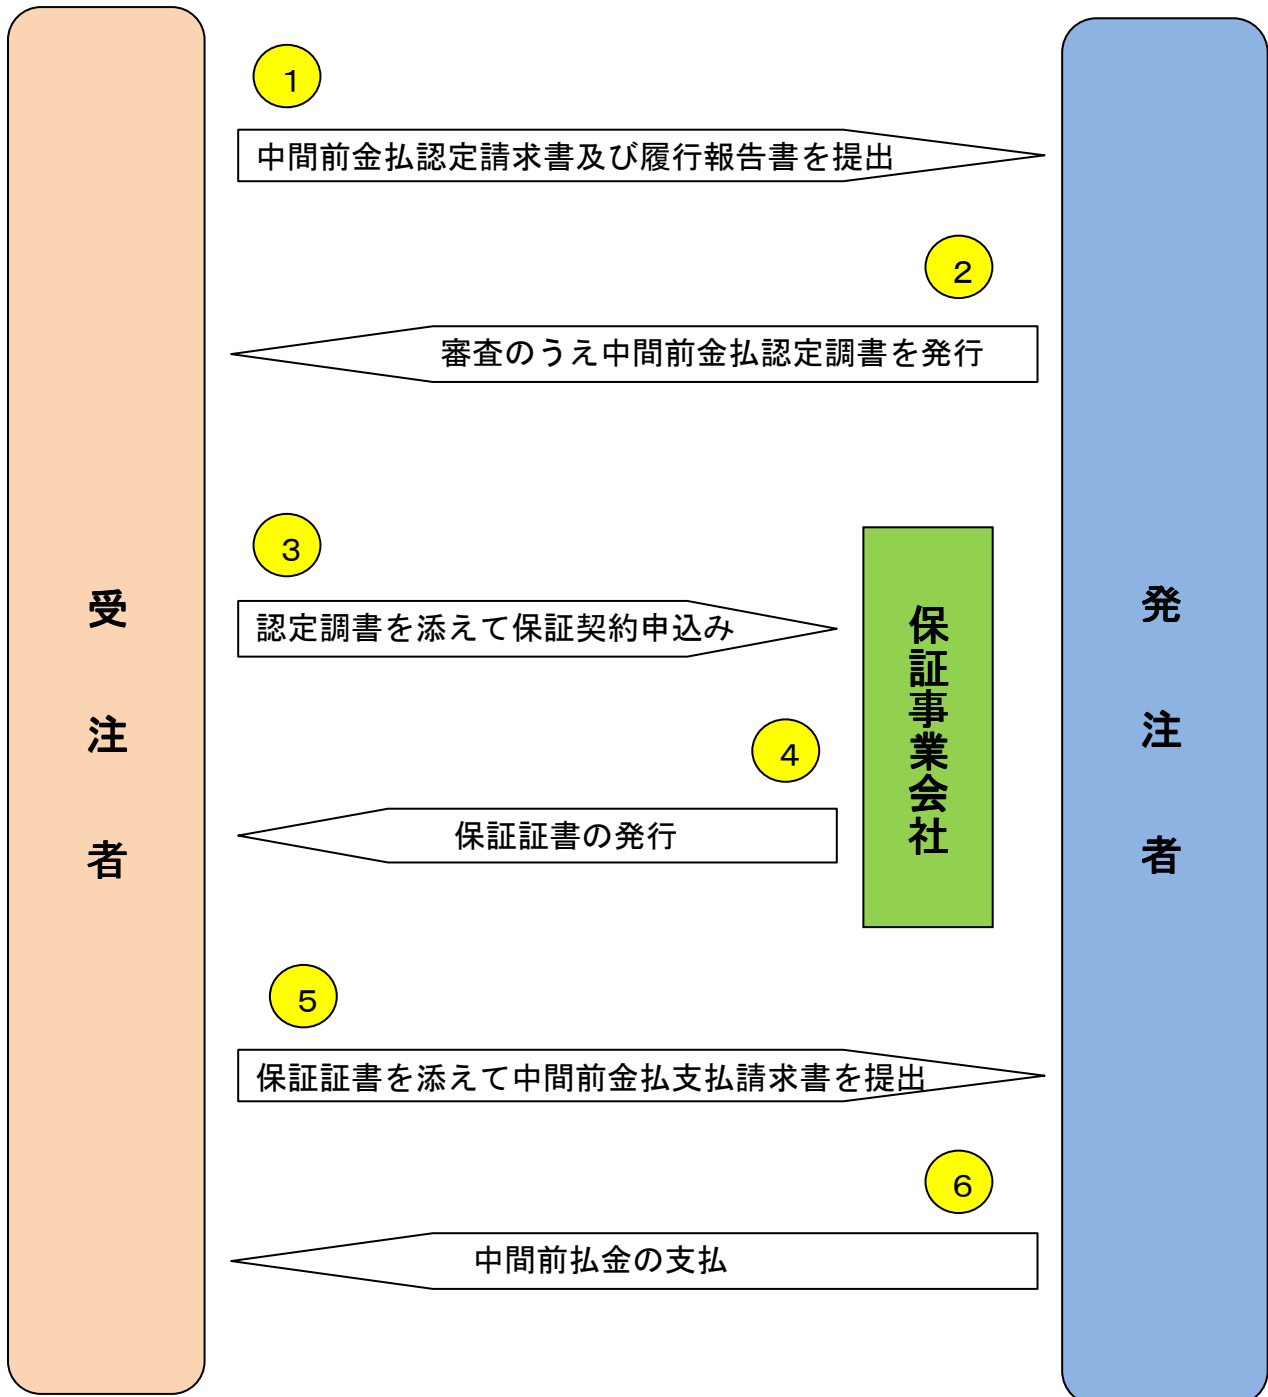 １
中間前金払認定請求書及び履行報告書を提出
２
審査のうえ中間前金払認定調書を発行
３
認定調書を添えて保証契約申込み
４
保証証書の発行
５
保証証書を添えて中間前金払支払請求書を提出
６
中間前払金の支払
受注者
保証事業会社
発注者